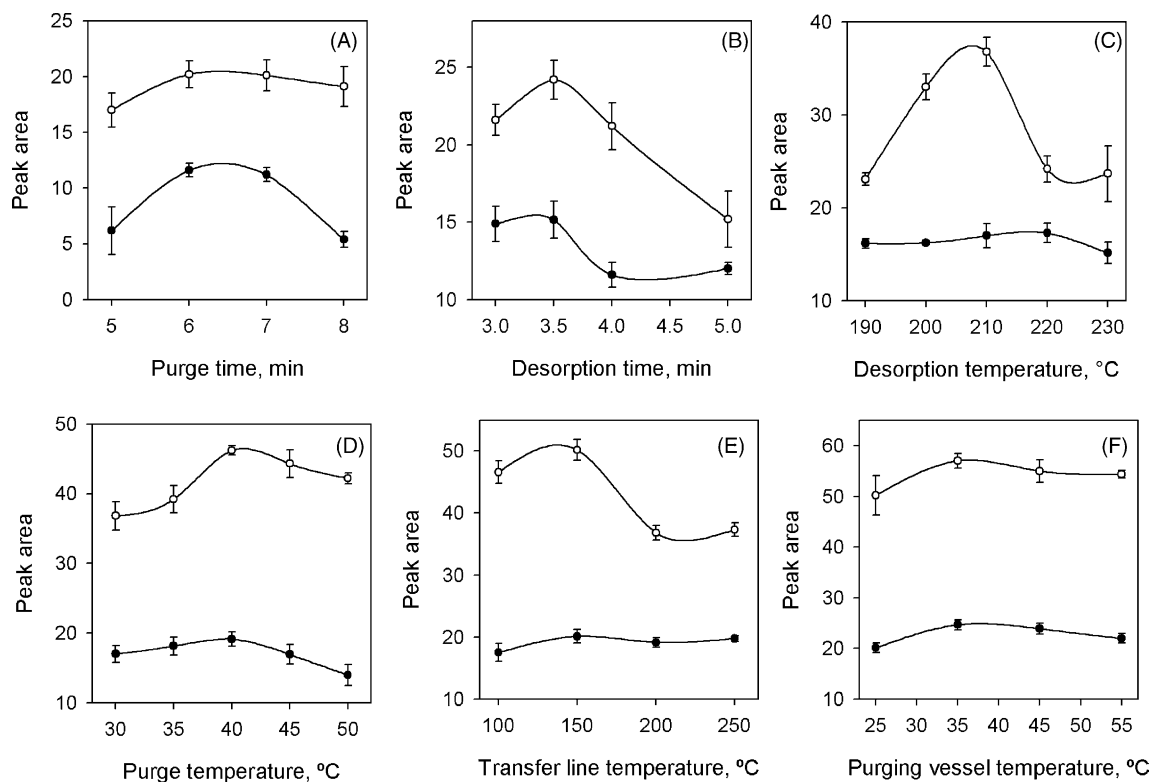 (A)
Peak area
25
20
15
10
5
0
5 6 7 8
Purge time, min
(B)
Peak area
25
20
15
10
3.0 3.5 4.0 4.5 5.0
Desorption time, min
(C)
Peak area
40
30
20
10
190 200 210 220 230
Desorption temperature, °C
(D)
Peak area
50
40
30
20
10
30 35 40 45 50
Purge temperature, ºC
(E)
Peak area
50
40
30
20
10
100 150 200 250
Transfer line temperature, ºC
(F)
Peak area
60
50
40
30
20
10
25 30 35 40 45 50 55
Purging vessel temperature, ºC